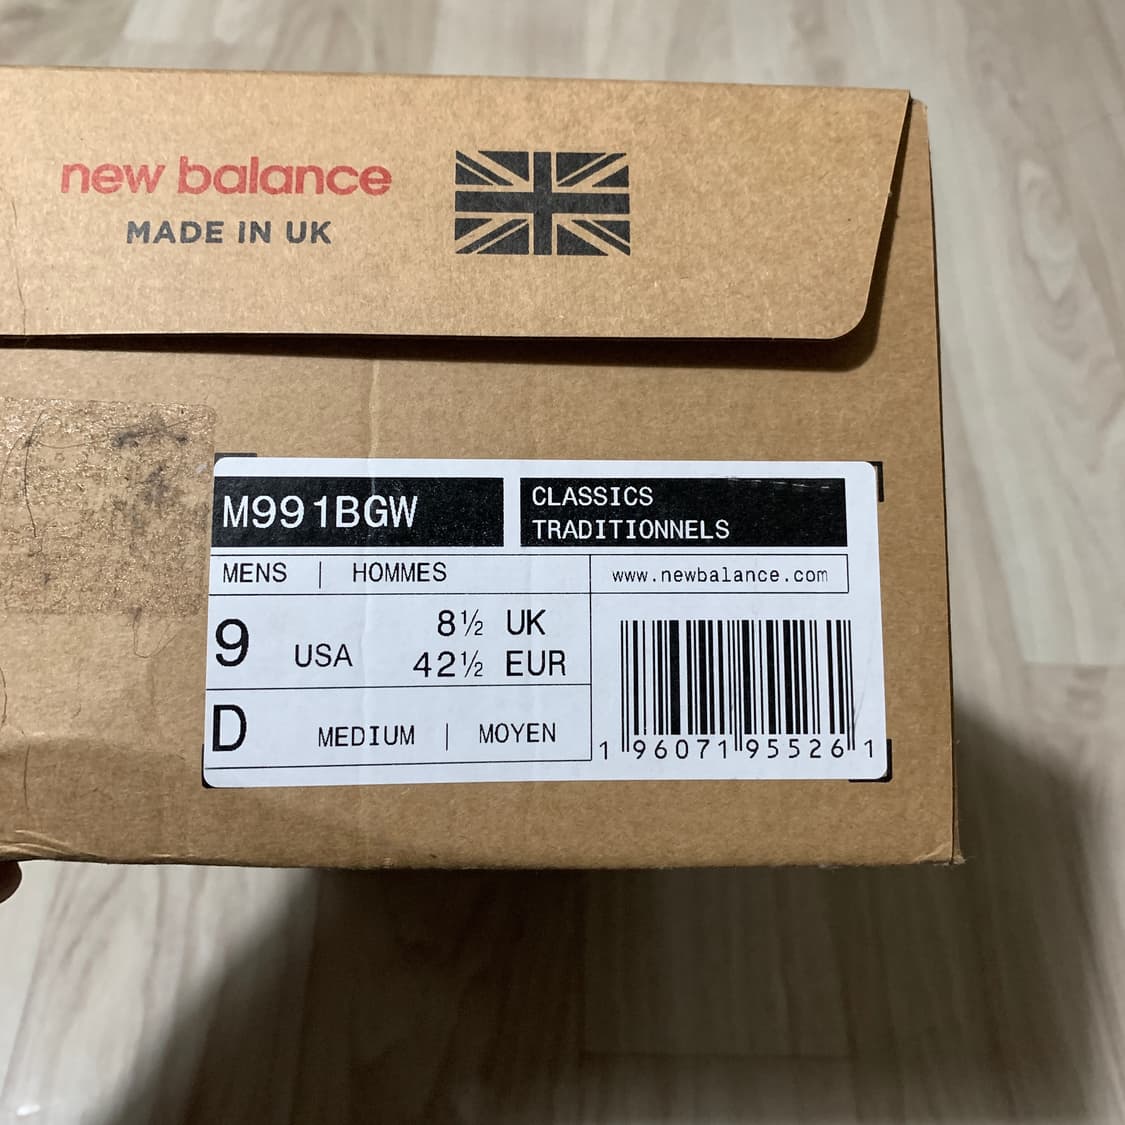 new balance
MADE IN UK
M991BGW
CLASSICS
TRADITIONNELS
MENS | HOMMES
www.newbalance.com
9 USA
8½ UK
42½ EUR
D MEDIUM | MOYEN
1 96071 95526 1